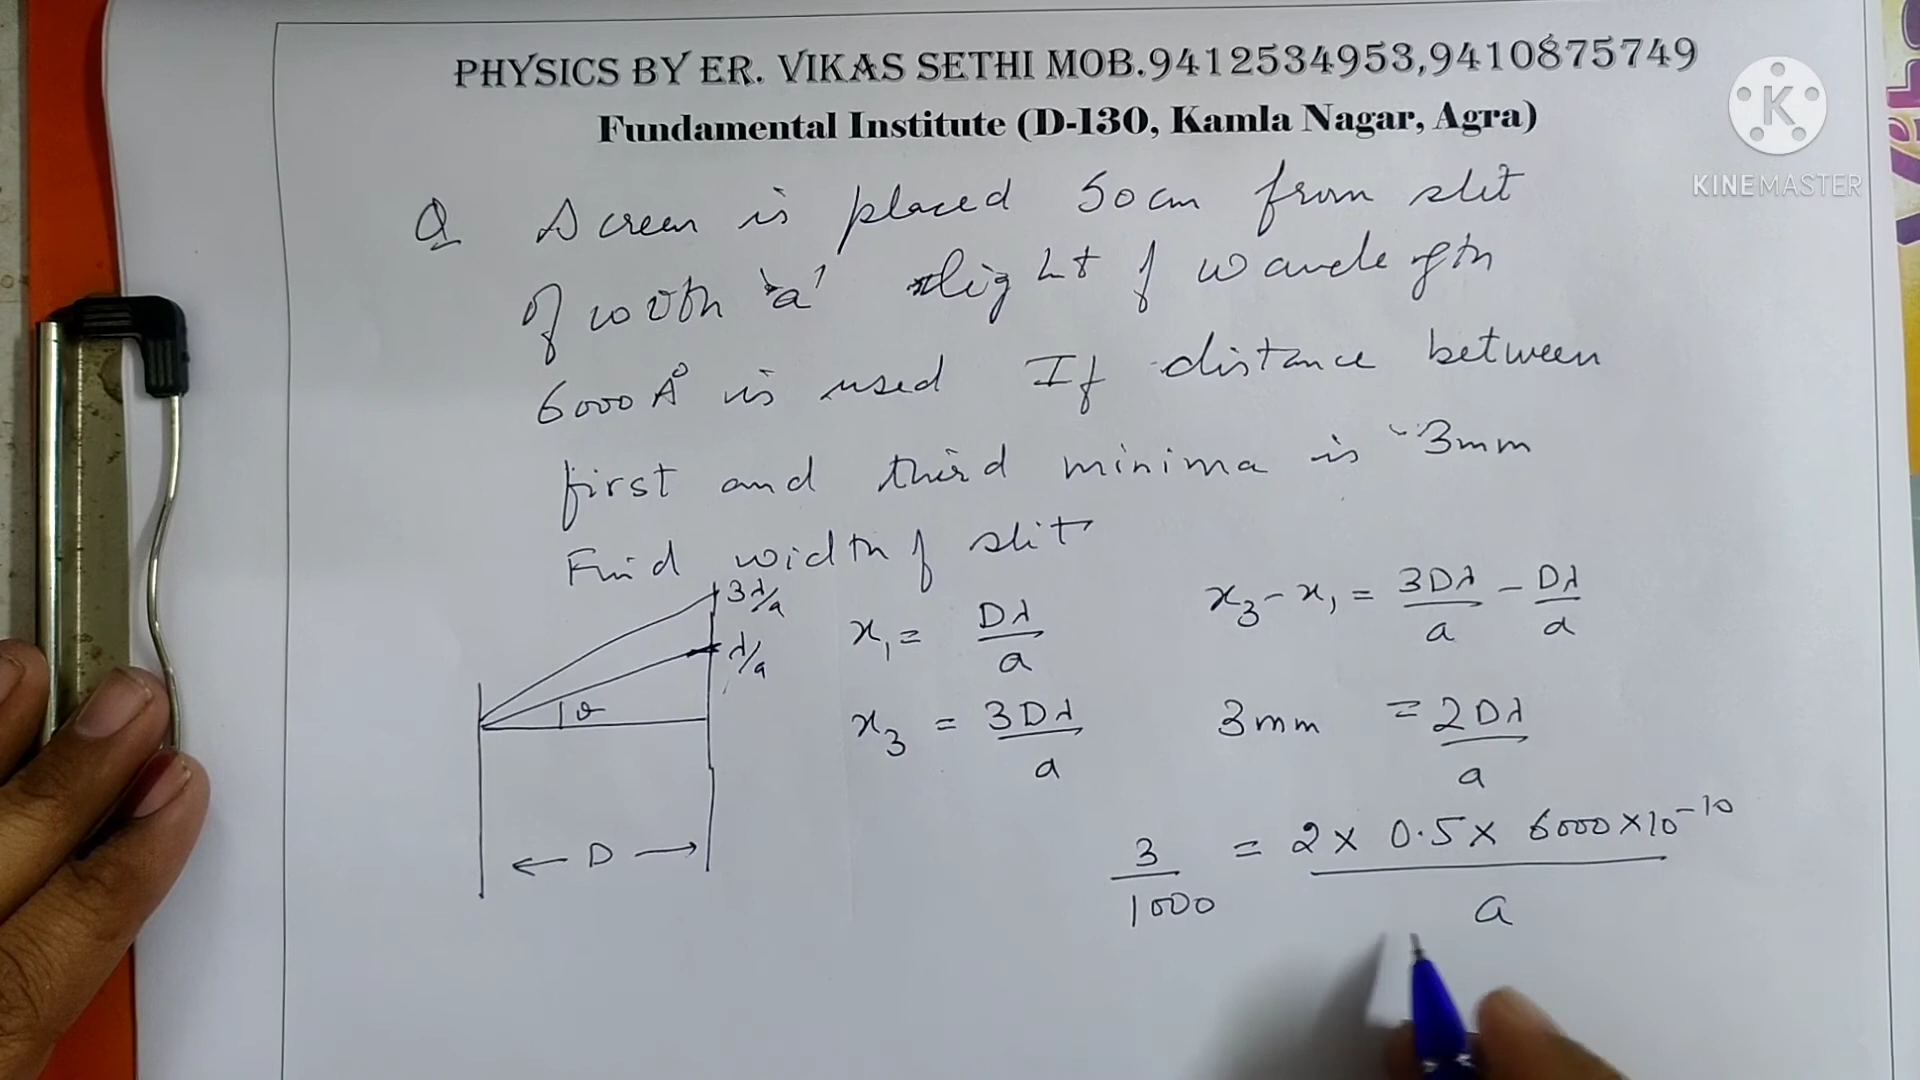 PHYSICS BY ER. VIKAS SETHI MOB.9412534953,9410875749
Fundamental Institute (D-130, Kamla Nagar, Agra)
K
KINEMASTER
Q Screen is placed 50cm from slit
of width 'a' light of wavelength
6000 Å is used If distance between
first and third minima is 3mm
Find width of slit
3λ/a
λ/a
θ
← D →
x₁ = Dλ/a
x₃ = 3Dλ/a
x₃ - x₁ = 3Dλ/a - Dλ/a
3mm = 2Dλ/a
3/1000 = 2 × 0.5 × 6000 × 10⁻¹⁰/a